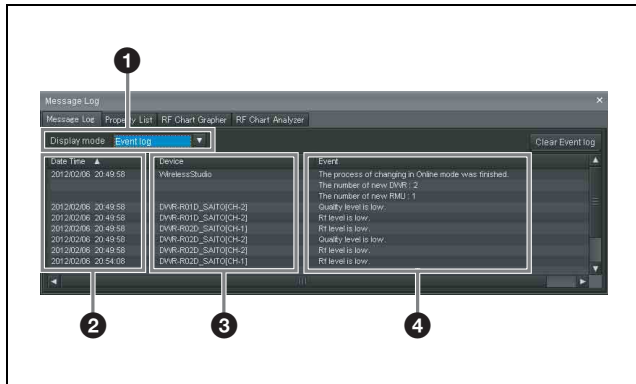 1
Message Log ×
Message Log Property List RF Chart Grapher RF Chart Analyzer
Display mode Event log ▼ Clear Event log
Date Time ▲ Device Event
2012/02/06 20:49:58 WirelessStudio The process of changing in Online mode was finished.
The number of new DWR : 2
The number of new RMU : 1
2012/02/06 20:49:58 DWR-R01D_SAITO[CH-2] Quality level is low.
2012/02/06 20:49:58 DWR-R01D_SAITO[CH-2] Rf level is low.
2012/02/06 20:49:58 DWR-R02D_SAITO[CH-1] Rf level is low.
2012/02/06 20:49:58 DWR-R02D_SAITO[CH-2] Quality level is low.
2012/02/06 20:49:58 DWR-R02D_SAITO[CH-2] Rf level is low.
2012/02/06 20:54:08 DWR-R02D_SAITO[CH-1] Rf level is low.
2 3 4